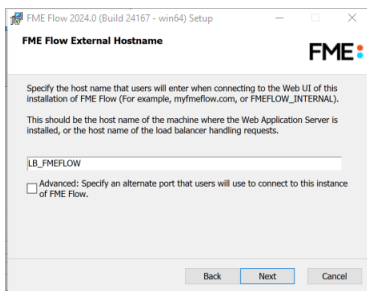 FME Flow 2024.0 (Build 24167 - win64) Setup
FME Flow External Hostname
FME
Specify the host name that users will enter when connecting to the Web UI of this
installation of FME Flow (For example, myfmeflow.com, or FMEFLOW_INTERNAL).
This should be the host name of the machine where the Web Application Server is
installed, or the host name of the load balancer handling requests.
LB_FMEFLOW
Advanced: Specify an alternate port that users will use to connect to this instance
of FME Flow.
Back Next Cancel